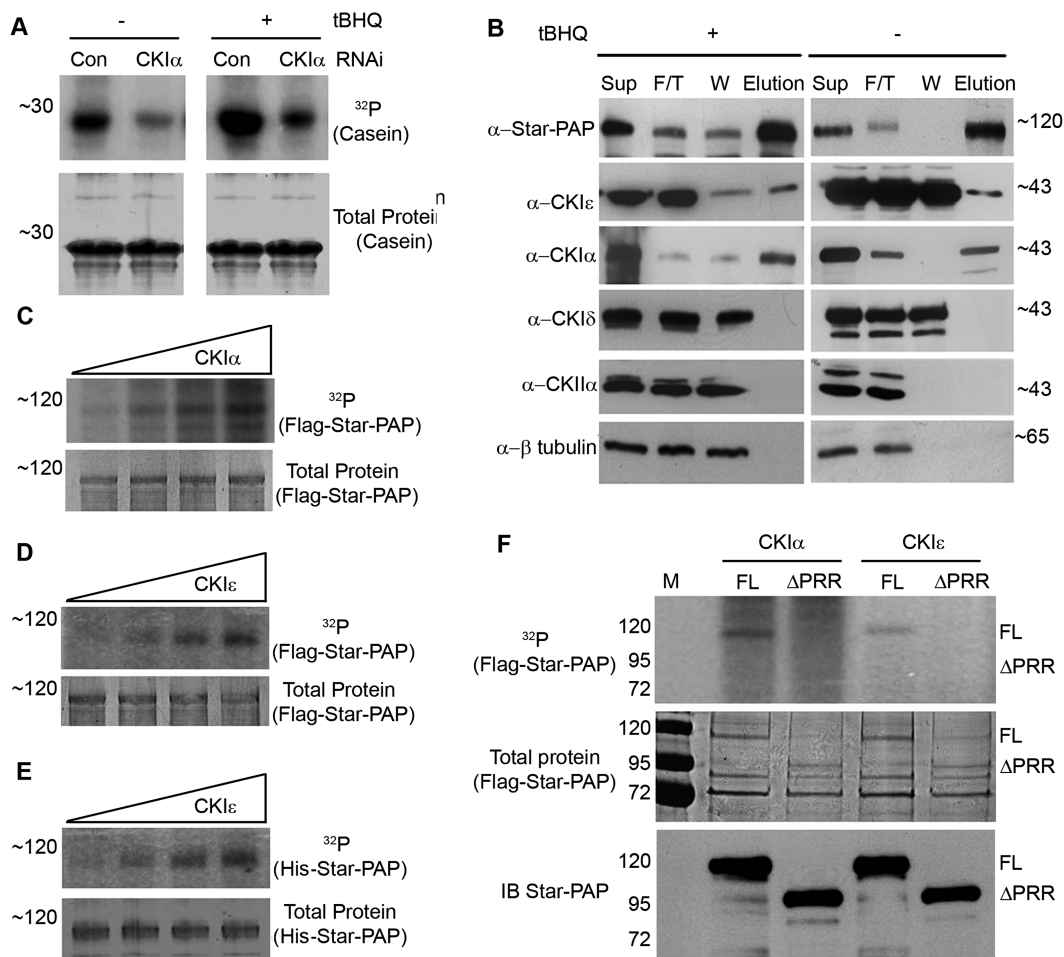 A
- + tBHQ
Con CKIα Con CKIα RNAi
~30
32P
(Casein)
n
~30
Total Protein
(Casein)
B
tBHQ + -
Sup F/T W Elution Sup F/T W Elution
α–Star-PAP ~120
α–CKIε ~43
α–CKIα ~43
α–CKIδ ~43
α–CKIIα ~43
α–β tubulin ~65
C
CKIα
~120
32P
(Flag-Star-PAP)
~120
Total Protein
(Flag-Star-PAP)
D
CKIε
~120
32P
(Flag-Star-PAP)
~120
Total Protein
(Flag-Star-PAP)
E
CKIε
~120
32P
(His-Star-PAP)
~120
Total Protein
(His-Star-PAP)
F
CKIα CKIε
M FL ΔPRR FL ΔPRR
32P
(Flag-Star-PAP)
120 FL
95 ΔPRR
72
Total protein
(Flag-Star-PAP)
120 FL
95 ΔPRR
72
IB Star-PAP
120 FL
95 ΔPRR
72